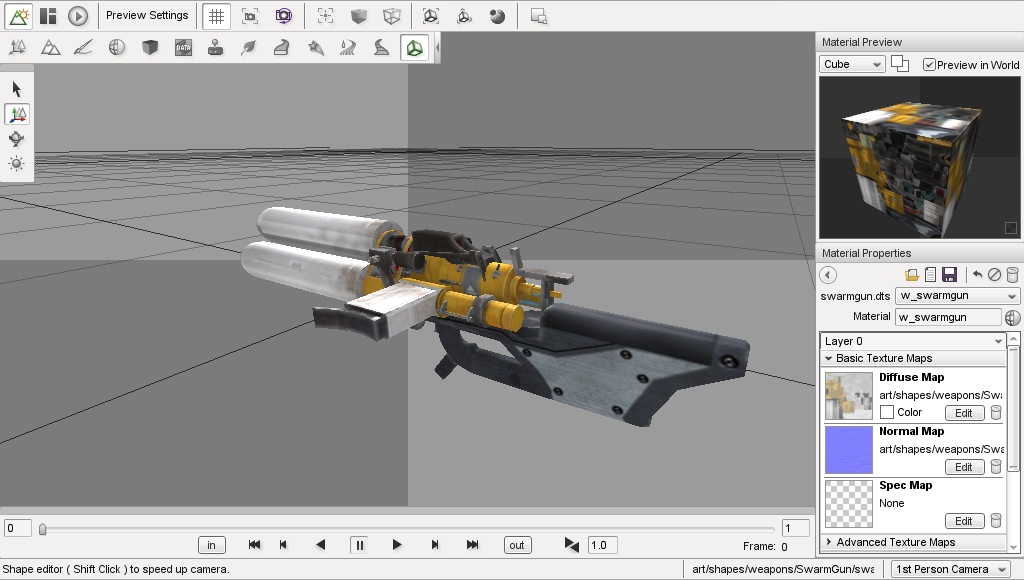 Preview Settings
DATA
Material Preview
Cube
Preview in World
Material Properties
swarmgun.dts
w_swarmgun
Material
w_swarmgun
Layer 0
Basic Texture Maps
Diffuse Map
art/shapes/weapons/Swa
Color
Edit
Normal Map
art/shapes/weapons/Swa
Edit
Spec Map
None
Edit
Advanced Texture Maps
0
1
in
out
1.0
Frame: 0
Shape editor ( Shift Click ) to speed up camera.
art/shapes/weapons/SwarmGun/swa
1st Person Camera